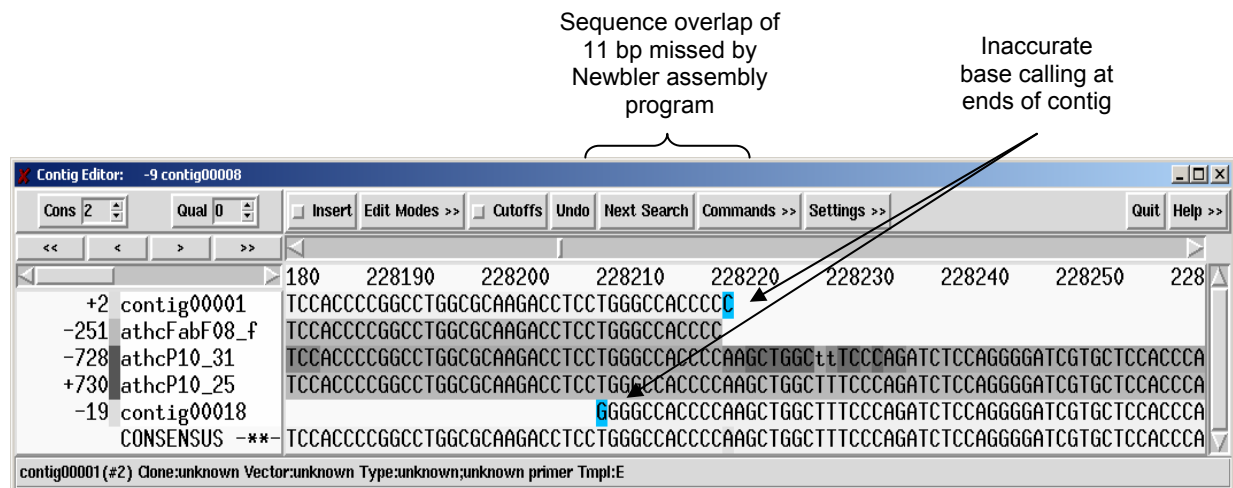 Sequence overlap of
11 bp missed by
Newbler assembly
program
Inaccurate
base calling at
ends of contig
Contig Editor: -9 contig00008
Cons 2 Qual 0 Insert Edit Modes >> Cutoffs Undo Next Search Commands >> Settings >> Quit Help >>
<< < > >>
180 228190 228200 228210 228220 228230 228240 228250 228
+2 contig00001 TCCACCCCGGCCTGGCGCAAGACCTCCTGGGCCACCCCC
-251 athcFabF08_f TCCACCCCGGCCTGGCGCAAGACCTCCTGGGCCACCCC
-728 athcP10_31 TCCACCCCGGCCTGGCGCAAGACCTCCTGGGCCACCCCAAGCTGGCttTCCCAGATCTCCAGGGGATCGTGCTCCACCCA
+730 athcP10_25 TCCACCCCGGCCTGGCGCAAGACCTCCTGGGCCACCCCAAGCTGGCTTTCCCAGATCTCCAGGGGATCGTGCTCCACCCA
-19 contig00018 GGGGCCACCCCAAGCTGGCTTTCCCAGATCTCCAGGGGATCGTGCTCCACCCA
CONSENSUS -**- TCCACCCCGGCCTGGCGCAAGACCTCCTGGGCCACCCCAAGCTGGCTTTCCCAGATCTCCAGGGGATCGTGCTCCACCCA
contig00001(#2) Clone:unknown Vector:unknown Type:unknown;unknown primer Tmpl:E